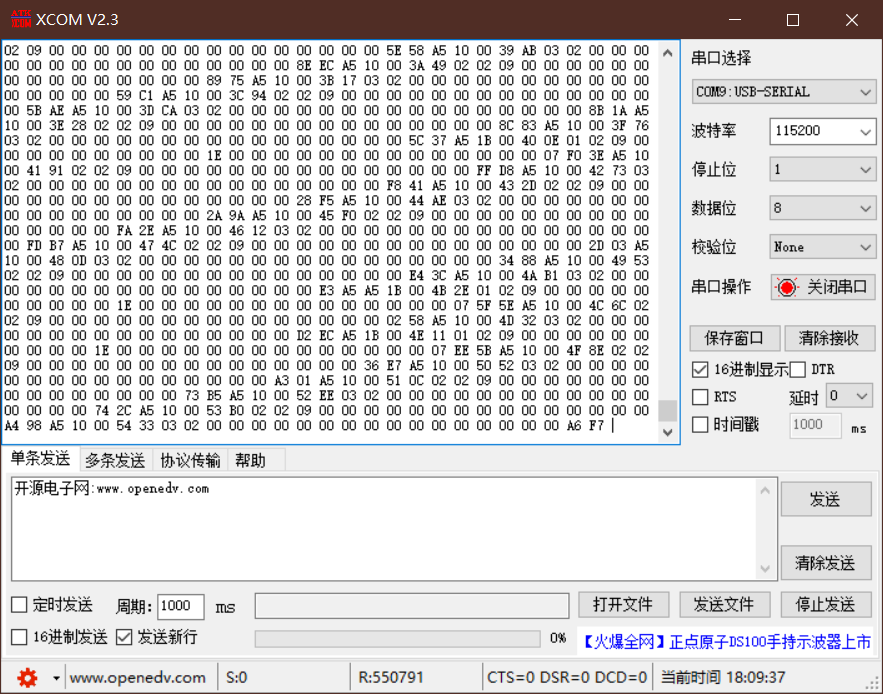 XCOM V2.3
02 09 00 00 00 00 00 00 00 00 00 00 00 00 00 00 00 5E 58 A5 10 00 39 AB 03 02 00 00 00
00 00 00 00 00 00 00 00 00 00 00 00 00 8E EC A5 10 00 3A 49 02 02 09 00 00 00 00 00 00
00 00 00 00 00 00 00 00 00 89 75 A5 10 00 3B 17 03 02 00 00 00 00 00 00 00 00 00 00 00
00 00 00 00 00 59 C1 A5 10 00 3C 94 02 02 09 00 00 00 00 00 00 00 00 00 00 00 00 00 00
00 5B AE A5 10 00 3D CA 03 02 00 00 00 00 00 00 00 00 00 00 00 00 00 00 00 00 8B 1A A5
10 00 3E 28 02 02 09 00 00 00 00 00 00 00 00 00 00 00 00 00 00 00 8C 83 A5 10 00 3F 76
03 02 00 00 00 00 00 00 00 00 00 00 00 00 00 00 00 00 5C 37 A5 1B 00 40 0E 01 02 09 00
00 00 00 00 00 00 00 00 00 1E 00 00 00 00 00 00 00 00 00 00 00 00 00 00 07 F0 3E A5 10
00 41 91 02 02 09 00 00 00 00 00 00 00 00 00 00 00 00 00 00 00 FF D8 A5 10 00 42 73 03
02 00 00 00 00 00 00 00 00 00 00 00 00 00 00 00 00 F8 41 A5 10 00 43 2D 02 02 09 00 00
00 00 00 00 00 00 00 00 00 00 00 00 00 28 F5 A5 10 00 44 AE 03 02 00 00 00 00 00 00 00
00 00 00 00 00 00 00 00 00 2A 9A A5 10 00 45 F0 02 02 09 00 00 00 00 00 00 00 00 00 00
00 00 00 00 00 FA 2E A5 10 00 46 12 03 02 00 00 00 00 00 00 00 00 00 00 00 00 00 00 00
00 FD B7 A5 10 00 47 4C 02 02 09 00 00 00 00 00 00 00 00 00 00 00 00 00 00 00 2D 03 A5
10 00 48 0D 03 02 00 00 00 00 00 00 00 00 00 00 00 00 00 00 00 00 34 88 A5 10 00 49 53
02 02 09 00 00 00 00 00 00 00 00 00 00 00 00 00 00 00 E4 3C A5 10 00 4A B1 03 02 00 00
00 00 00 00 00 00 00 00 00 00 00 00 00 00 E3 A5 A5 1B 00 4B 2E 01 02 09 00 00 00 00 00
00 00 00 00 00 1E 00 00 00 00 00 00 00 00 00 00 00 00 00 00 07 5F 5E A5 10 00 4C 6C 02
02 09 00 00 00 00 00 00 00 00 00 00 00 00 00 00 00 02 58 A5 10 00 4D 32 03 02 00 00 00
00 00 00 00 00 00 00 00 00 00 00 00 00 D2 EC A5 1B 00 4E 11 01 02 09 00 00 00 00 00 00
00 00 00 00 1E 00 00 00 00 00 00 00 00 00 00 00 00 00 00 07 EE 5B A5 10 00 4F 8E 02 02
09 00 00 00 00 00 00 00 00 00 00 00 00 00 00 00 36 E7 A5 10 00 50 52 03 02 00 00 00 00
00 00 00 00 00 00 00 00 00 00 00 00 A3 01 A5 10 00 51 0C 02 02 09 00 00 00 00 00 00 00
00 00 00 00 00 00 00 00 73 B5 A5 10 00 52 EE 03 02 00 00 00 00 00 00 00 00 00 00 00 00
00 00 00 00 74 2C A5 10 00 53 B0 02 02 09 00 00 00 00 00 00 00 00 00 00 00 00 00 00 00
A4 98 A5 10 00 54 33 03 02 00 00 00 00 00 00 00 00 00 00 00 00 00 00 00 00 A6 F7
串口选择
COM9:USB-SERIAL
波特率 115200
停止位 1
数据位 8
校验位 None
串口操作 关闭串口
保存窗口 清除接收
16进制显示 DTR
RTS 延时 0
时间戳 1000 ms
单条发送 多条发送 协议传输 帮助
开源电子网:www.openedv.com
发送
清除发送
定时发送 周期: 1000 ms 打开文件 发送文件 停止发送
16进制发送 发送新行 0% 【火爆全网】正点原子DS100手持示波器上市
www.openedv.com S:0 R:550791 CTS=0 DSR=0 DCD=0 当前时间 18:09:37